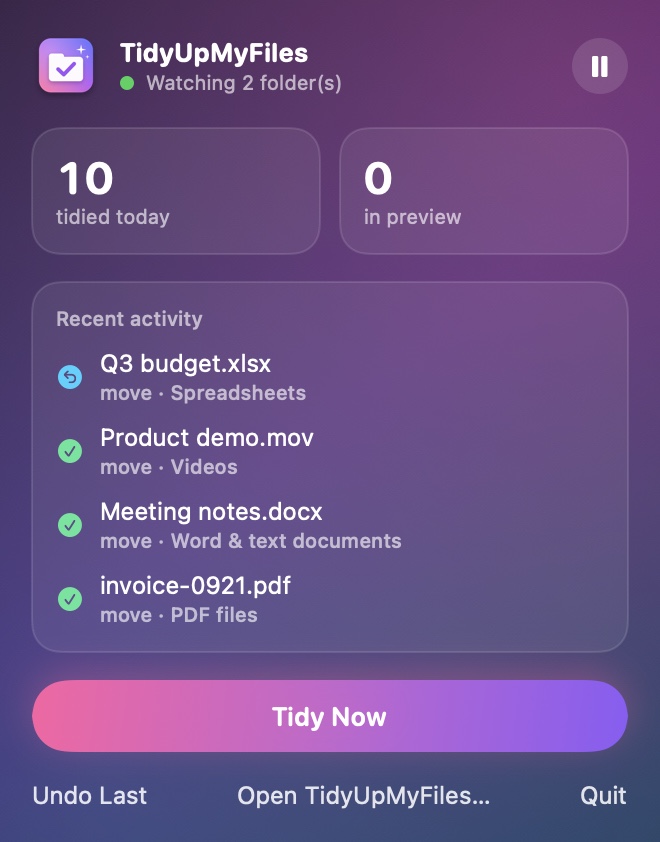 TidyUpMyFiles
Watching 2 folder(s)
10
tidied today
0
in preview
Recent activity
Q3 budget.xlsx
move · Spreadsheets
Product demo.mov
move · Videos
Meeting notes.docx
move · Word & text documents
invoice-0921.pdf
move · PDF files
Tidy Now
Undo Last
Open TidyUpMyFiles...
Quit